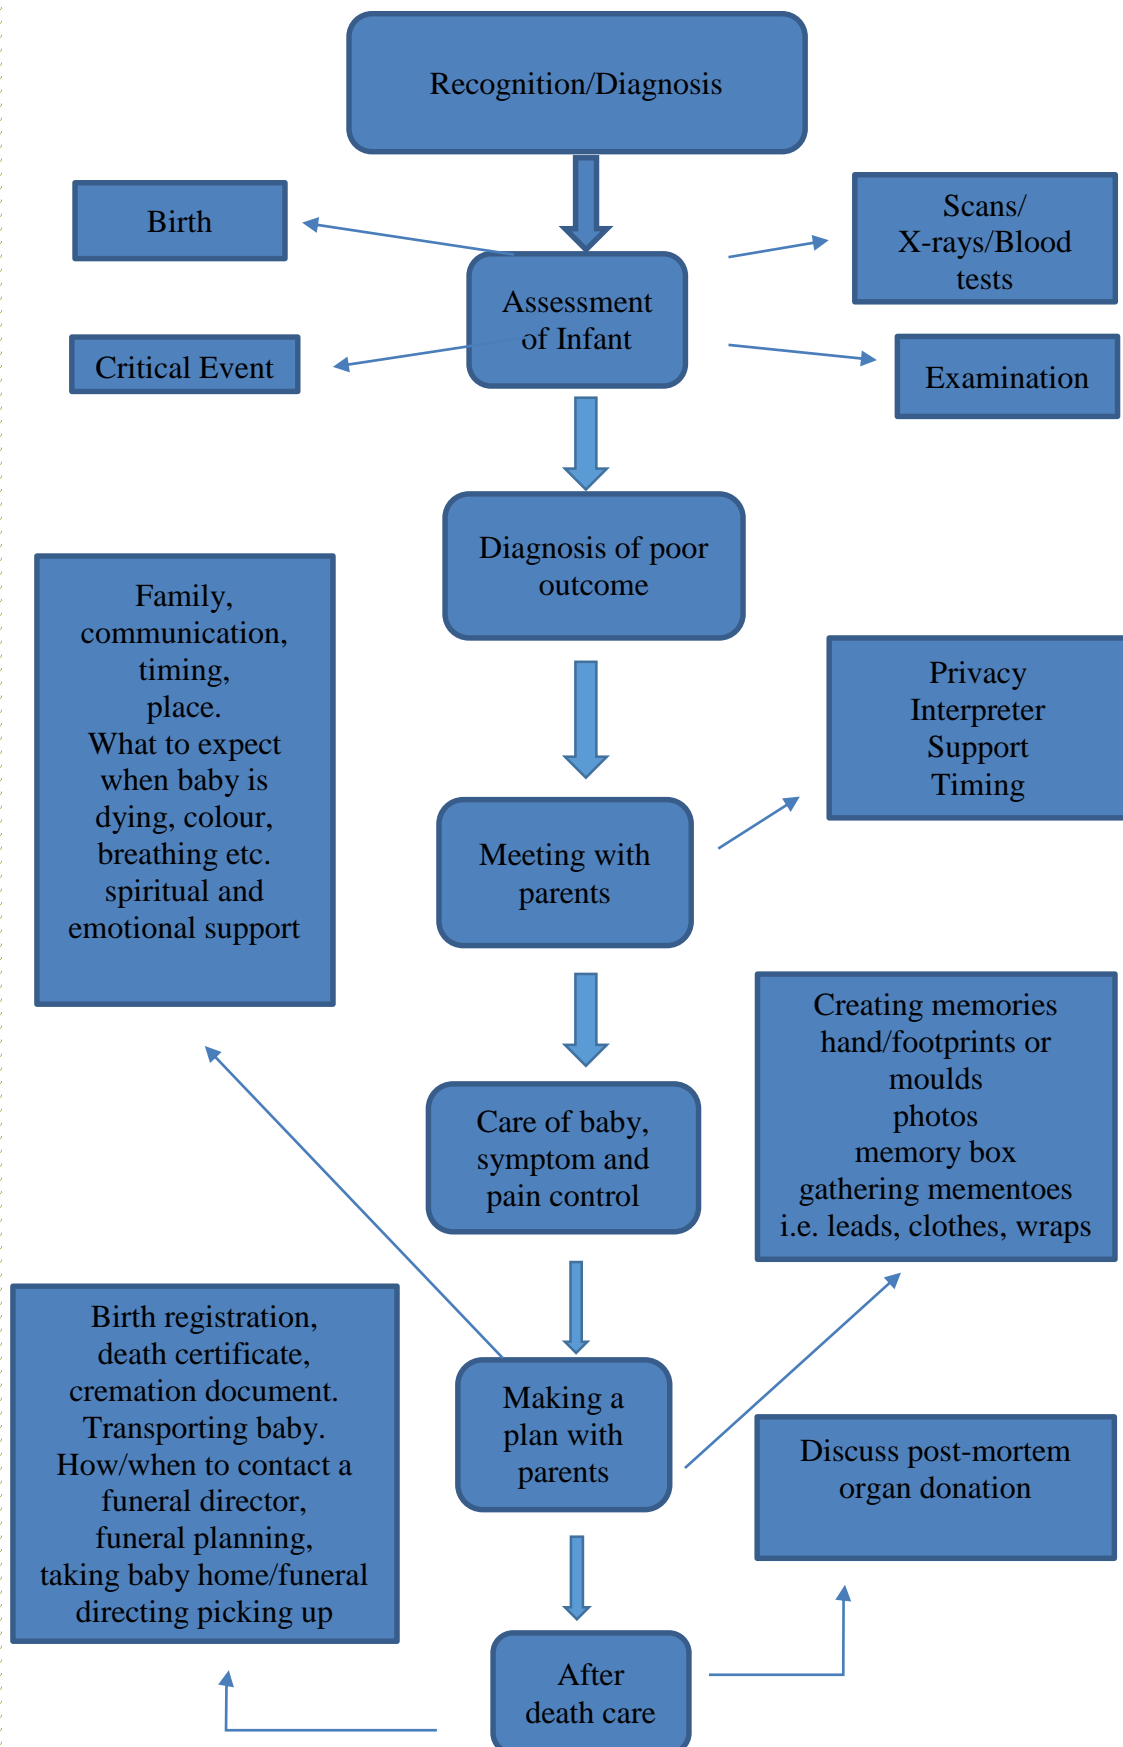 Recognition/Diagnosis
Birth
Scans/
X-rays/Blood
tests
Assessment
of Infant
Critical Event
Examination
Diagnosis of poor
outcome
Family,
communication,
timing,
place.
What to expect
when baby is
dying, colour,
breathing etc.
spiritual and
emotional support
Privacy
Interpreter
Support
Timing
Meeting with
parents
Creating memories
hand/footprints or
moulds
photos
memory box
gathering mementoes
i.e. leads, clothes, wraps
Care of baby,
symptom and
pain control
Birth registration,
death certificate,
cremation document.
Transporting baby.
How/when to contact a
funeral director,
funeral planning,
taking baby home/funeral
directing picking up
Making a
plan with
parents
Discuss post-mortem
organ donation
After
death care